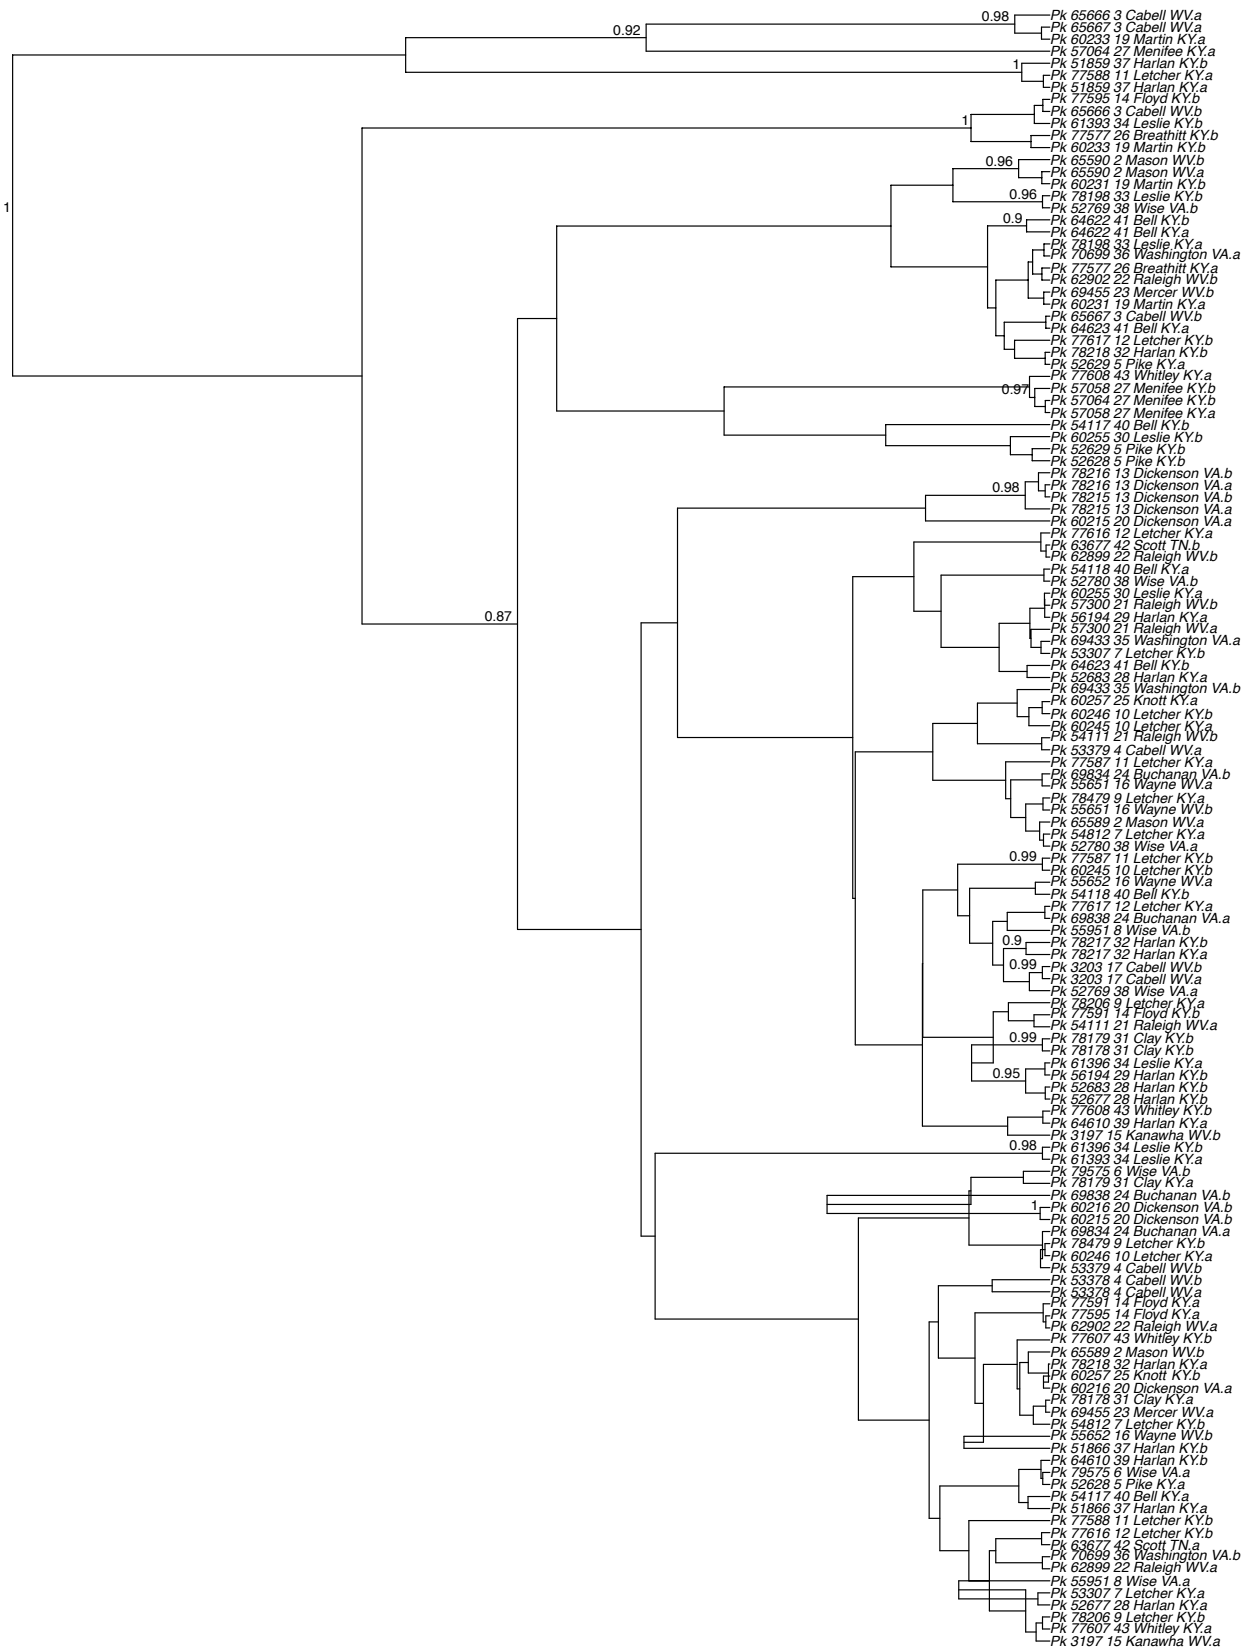 Pk 65666 3 Cabell WV.a
0.98
Pk 65667 3 Cabell WV.a
0.92
Pk 60233 19 Martin KY.a
Pk 57064 27 Menifee KY.a
Pk 51859 37 Harlan KY.b
1
Pk 77588 11 Letcher KY.a
Pk 51859 37 Harlan KY.a
Pk 77595 14 Floyd KY.b
Pk 65666 3 Cabell WV.b
Pk 61393 34 Leslie KY.b
1
Pk 77577 26 Breathitt KY.b
Pk 60233 19 Martin KY.b
Pk 65590 2 Mason WV.b
0.96
Pk 65590 2 Mason WV.a
Pk 60231 19 Martin KY.b
Pk 78198 33 Leslie KY.b
0.96
Pk 52769 38 Wise VA.b
1
Pk 64622 41 Bell KY.b
0.9
Pk 64622 41 Bell KY.a
Pk 78198 33 Leslie KY.a
Pk 70699 36 Washington VA.a
Pk 77577 26 Breathitt KY.a
Pk 62902 22 Raleigh WV.b
Pk 69455 23 Mercer WV.b
Pk 60231 19 Martin KY.a
Pk 65667 3 Cabell WV.b
Pk 64623 41 Bell KY.a
Pk 77617 12 Letcher KY.b
Pk 78218 32 Harlan KY.b
Pk 52629 5 Pike KY.a
Pk 77608 43 Whitley KY.a
0.97
Pk 57058 27 Menifee KY.b
Pk 57064 27 Menifee KY.b
Pk 57058 27 Menifee KY.a
Pk 54117 40 Bell KY.b
Pk 60255 30 Leslie KY.b
Pk 52629 5 Pike KY.b
Pk 52628 5 Pike KY.b
Pk 78216 13 Dickenson VA.b
Pk 78216 13 Dickenson VA.a
0.98
Pk 78215 13 Dickenson VA.b
Pk 78215 13 Dickenson VA.a
Pk 60215 20 Dickenson VA.a
Pk 77616 12 Letcher KY.a
Pk 63677 42 Scott TN.b
Pk 62899 22 Raleigh WV.b
Pk 54118 40 Bell KY.a
Pk 52780 38 Wise VA.b
Pk 60255 30 Leslie KY.a
Pk 57300 21 Raleigh WV.b
0.87
Pk 56194 29 Harlan KY.a
Pk 57300 21 Raleigh WV.a
Pk 69433 35 Washington VA.a
Pk 53307 7 Letcher KY.b
Pk 64623 41 Bell KY.b
Pk 52683 28 Harlan KY.a
Pk 69433 35 Washington VA.b
Pk 60257 25 Knott KY.a
Pk 60246 10 Letcher KY.b
Pk 60245 10 Letcher KY.a
Pk 54111 21 Raleigh WV.b
Pk 53379 4 Cabell WV.a
Pk 77587 11 Letcher KY.a
Pk 69834 24 Buchanan VA.b
Pk 55651 16 Wayne WV.a
Pk 78479 9 Letcher KY.a
Pk 55651 16 Wayne WV.b
Pk 65589 2 Mason WV.a
Pk 54812 7 Letcher KY.a
Pk 52780 38 Wise VA.a
0.99
Pk 77587 11 Letcher KY.b
Pk 60245 10 Letcher KY.b
Pk 55652 16 Wayne WV.a
Pk 54118 40 Bell KY.b
Pk 77617 12 Letcher KY.a
Pk 69838 24 Buchanan VA.a
Pk 55951 8 Wise VA.b
0.9
Pk 78217 32 Harlan KY.b
Pk 78217 32 Harlan KY.a
0.99
Pk 3203 17 Cabell WV.b
Pk 3203 17 Cabell WV.a
Pk 52769 38 Wise VA.a
Pk 78206 9 Letcher KY.a
Pk 77591 14 Floyd KY.b
Pk 54111 21 Raleigh WV.a
0.99
Pk 78179 31 Clay KY.b
Pk 78178 31 Clay KY.b
Pk 61396 34 Leslie KY.a
0.95
Pk 56194 29 Harlan KY.b
Pk 52683 28 Harlan KY.b
Pk 52677 28 Harlan KY.b
Pk 77608 43 Whitley KY.b
Pk 64610 39 Harlan KY.a
Pk 3197 15 Kanawha WV.b
0.98
Pk 61396 34 Leslie KY.b
Pk 61393 34 Leslie KY.a
Pk 79575 6 Wise VA.b
Pk 78179 31 Clay KY.a
Pk 69838 24 Buchanan VA.b
1
Pk 60216 20 Dickenson VA.b
Pk 60215 20 Dickenson VA.b
Pk 69834 24 Buchanan VA.a
Pk 78479 9 Letcher KY.b
Pk 60246 10 Letcher KY.a
Pk 53379 4 Cabell WV.b
Pk 53378 4 Cabell WV.b
Pk 53378 4 Cabell WV.a
Pk 77591 14 Floyd KY.a
Pk 77595 14 Floyd KY.a
Pk 62902 22 Raleigh WV.a
Pk 77607 43 Whitley KY.b
Pk 65589 2 Mason WV.b
Pk 78218 32 Harlan KY.a
Pk 60257 25 Knott KY.b
Pk 60216 20 Dickenson VA.a
Pk 78178 31 Clay KY.a
Pk 69455 23 Mercer WV.a
Pk 54812 7 Letcher KY.b
Pk 55652 16 Wayne WV.b
Pk 51866 37 Harlan KY.b
Pk 64610 39 Harlan KY.b
Pk 79575 6 Wise VA.a
Pk 52628 5 Pike KY.a
Pk 54117 40 Bell KY.a
Pk 51866 37 Harlan KY.a
Pk 77588 11 Letcher KY.b
Pk 77616 12 Letcher KY.b
Pk 63677 42 Scott TN.a
Pk 70699 36 Washington VA.b
Pk 62899 22 Raleigh WV.a
Pk 55951 8 Wise VA.a
Pk 53307 7 Letcher KY.a
Pk 52677 28 Harlan KY.a
Pk 78206 9 Letcher KY.b
Pk 77607 43 Whitley KY.a
Pk 3197 15 Kanawha WV.a